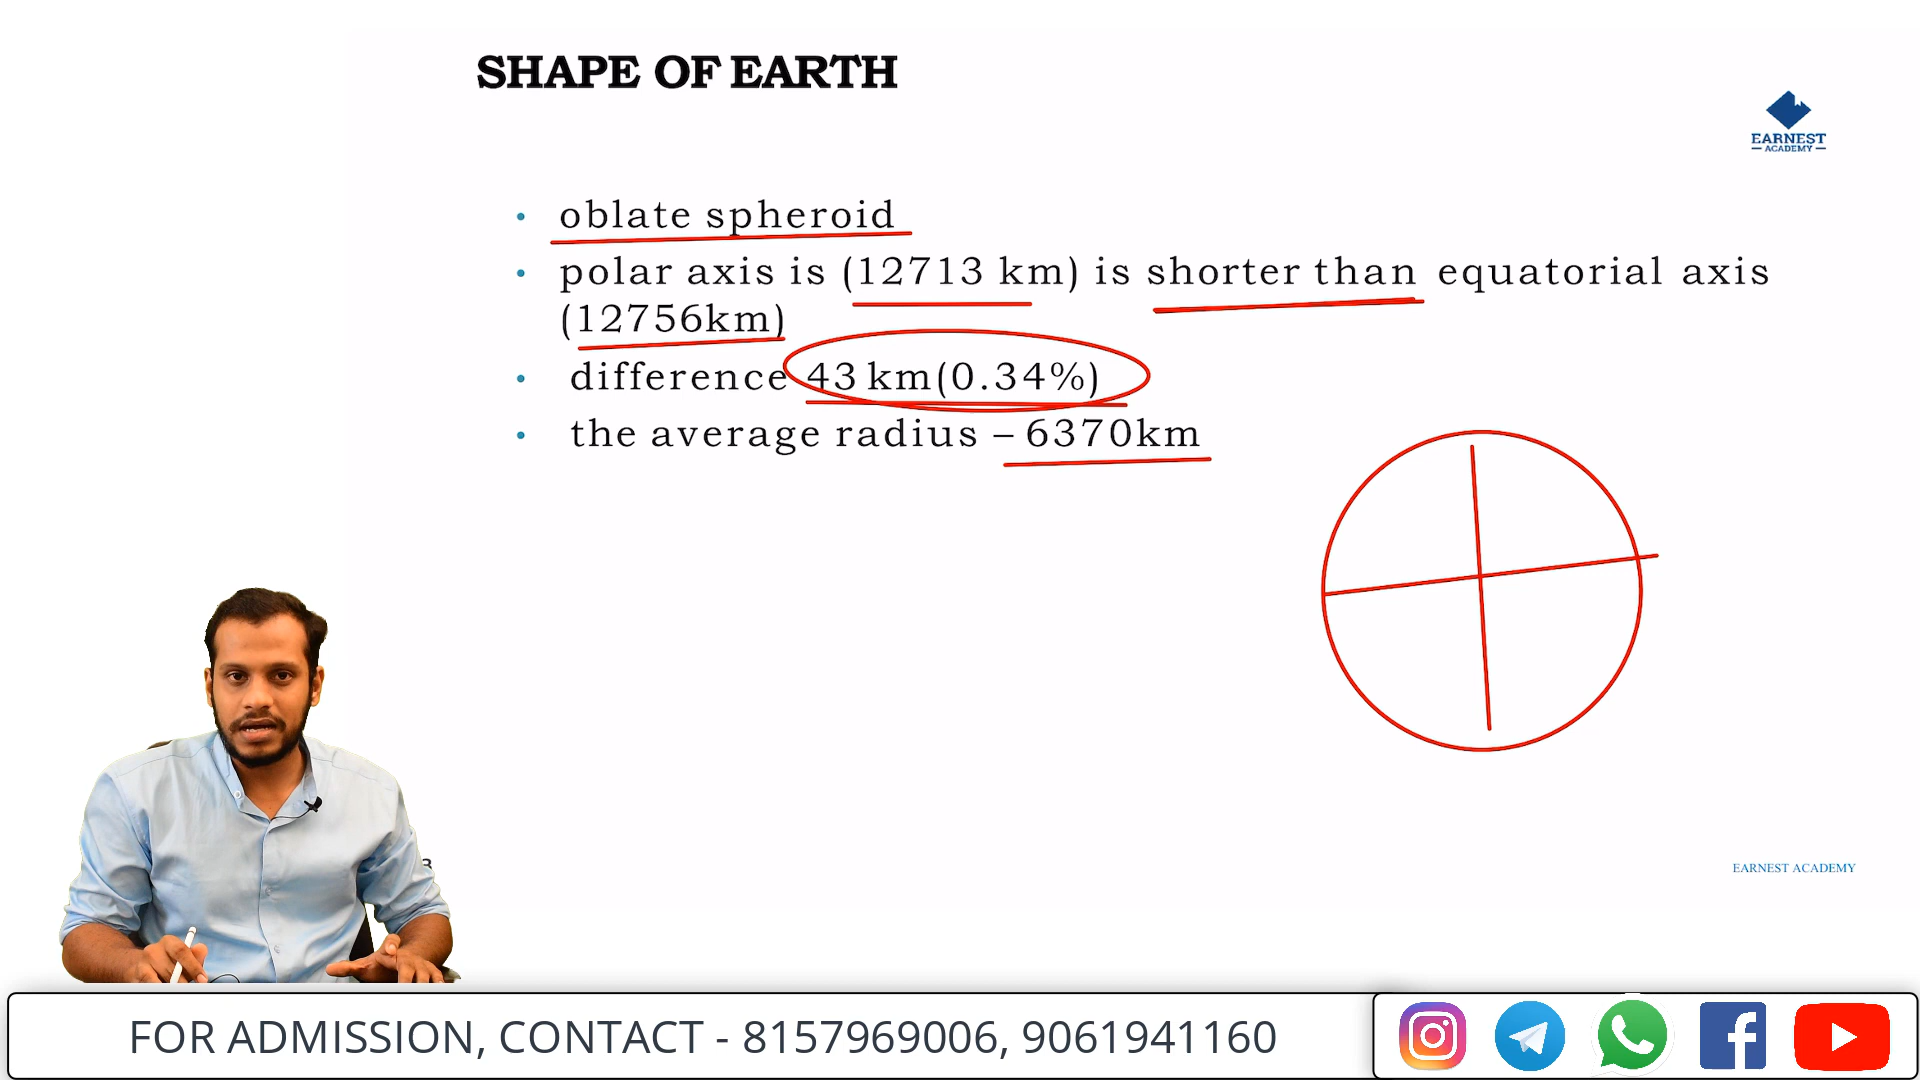 SHAPE OF EARTH
EARNEST
ACADEMY
• oblate spheroid
• polar axis is (12713 km) is shorter than equatorial axis
(12756km)
• difference 43 km(0.34%)
• the average radius – 6370km
3
EARNEST ACADEMY
FOR ADMISSION, CONTACT - 8157969006, 9061941160